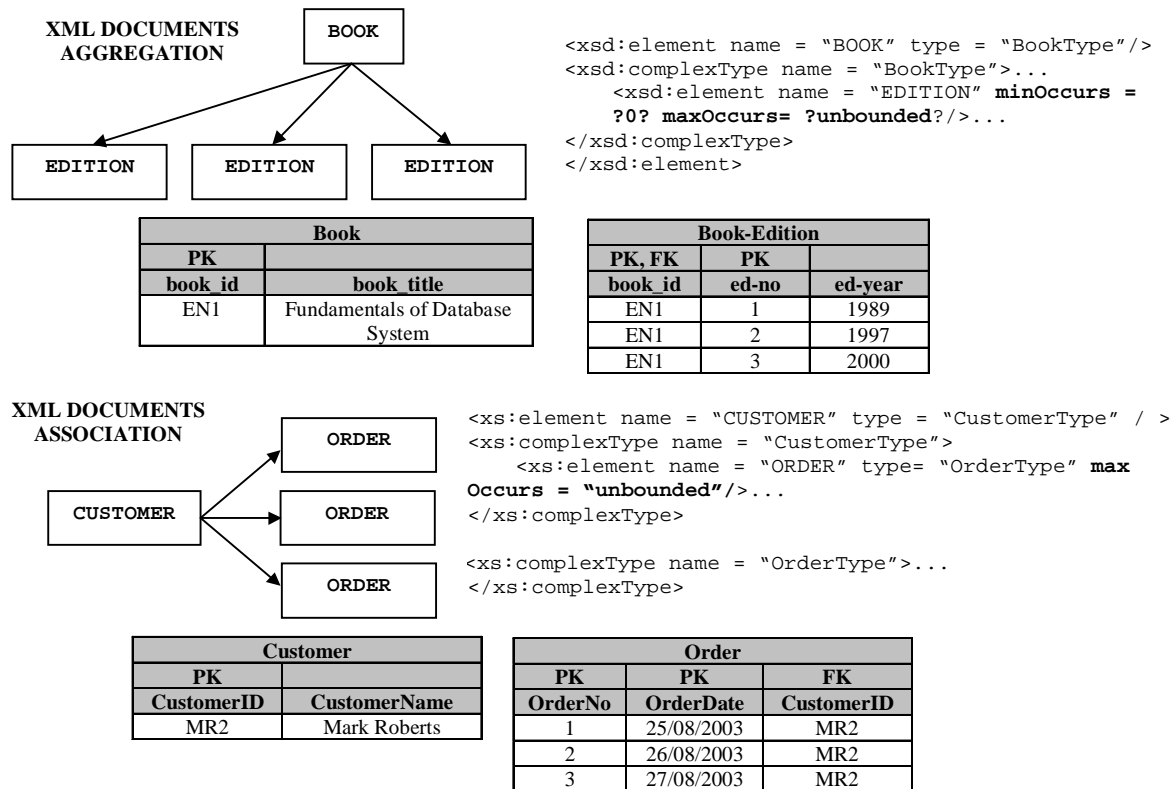 XML DOCUMENTS
AGGREGATION
BOOK
EDITION
EDITION
EDITION
<xsd:element name = “BOOK” type = “BookType”/>
<xsd:complexType name = “BookType”>...
<xsd:element name = “EDITION” minOccurs =
?0? maxOccurs= ?unbounded?/>...
</xsd:complexType>
</xsd:element>
Book
PK
book_id book_title
EN1 Fundamentals of Database
System
Book-Edition
PK, FK PK
book_id ed-no ed-year
EN1 1 1989
EN1 2 1997
EN1 3 2000
XML DOCUMENTS
ASSOCIATION
CUSTOMER
ORDER
ORDER
ORDER
<xs:element name = “CUSTOMER” type = “CustomerType” / >
<xs:complexType name = “CustomerType”>
<xs:element name = “ORDER” type= “OrderType” max
Occurs = “unbounded”/>...
</xs:complexType>
<xs:complexType name = “OrderType”>...
</xs:complexType>
Customer
PK
CustomerID CustomerName
MR2 Mark Roberts
Order
PK PK FK
OrderNo OrderDate CustomerID
1 25/08/2003 MR2
2 26/08/2003 MR2
3 27/08/2003 MR2